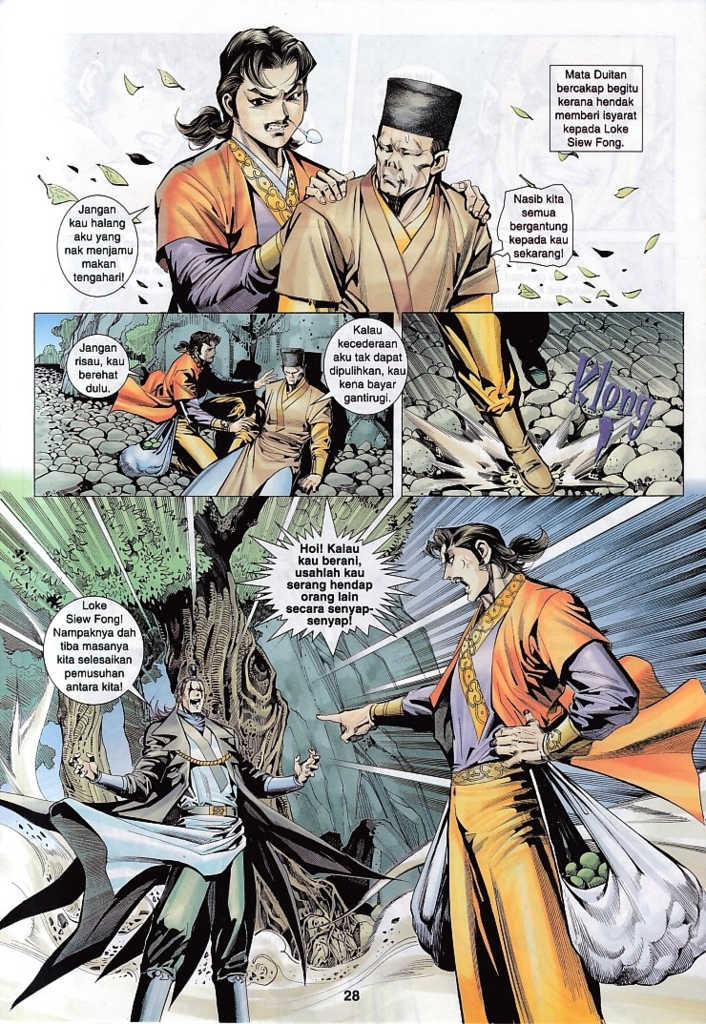 Mata Duitan
bercakap begitu
kerana hendak
memberi isyarat
kepada Loke
Siew Fong.
Jangan
kau halang
aku yang
nak menjamu
makan
tengahari!
Nasib kita
semua
bergantung
kepada kau
sekarang!
Jangan
risau, kau
berehat
dulu.
Kalau
kecederaan
aku tak dapat
dipulihkan, kau
kena bayar
gantirugi.
Klong
!
Hoi! Kalau
kau berani,
usahlah kau
serang hendap
orang lain
secara senyap-
senyap!
Loke
Siew Fong!
Nampaknya dah
tiba masanya
kita selesaikan
pemusuhan
antara kita!
28